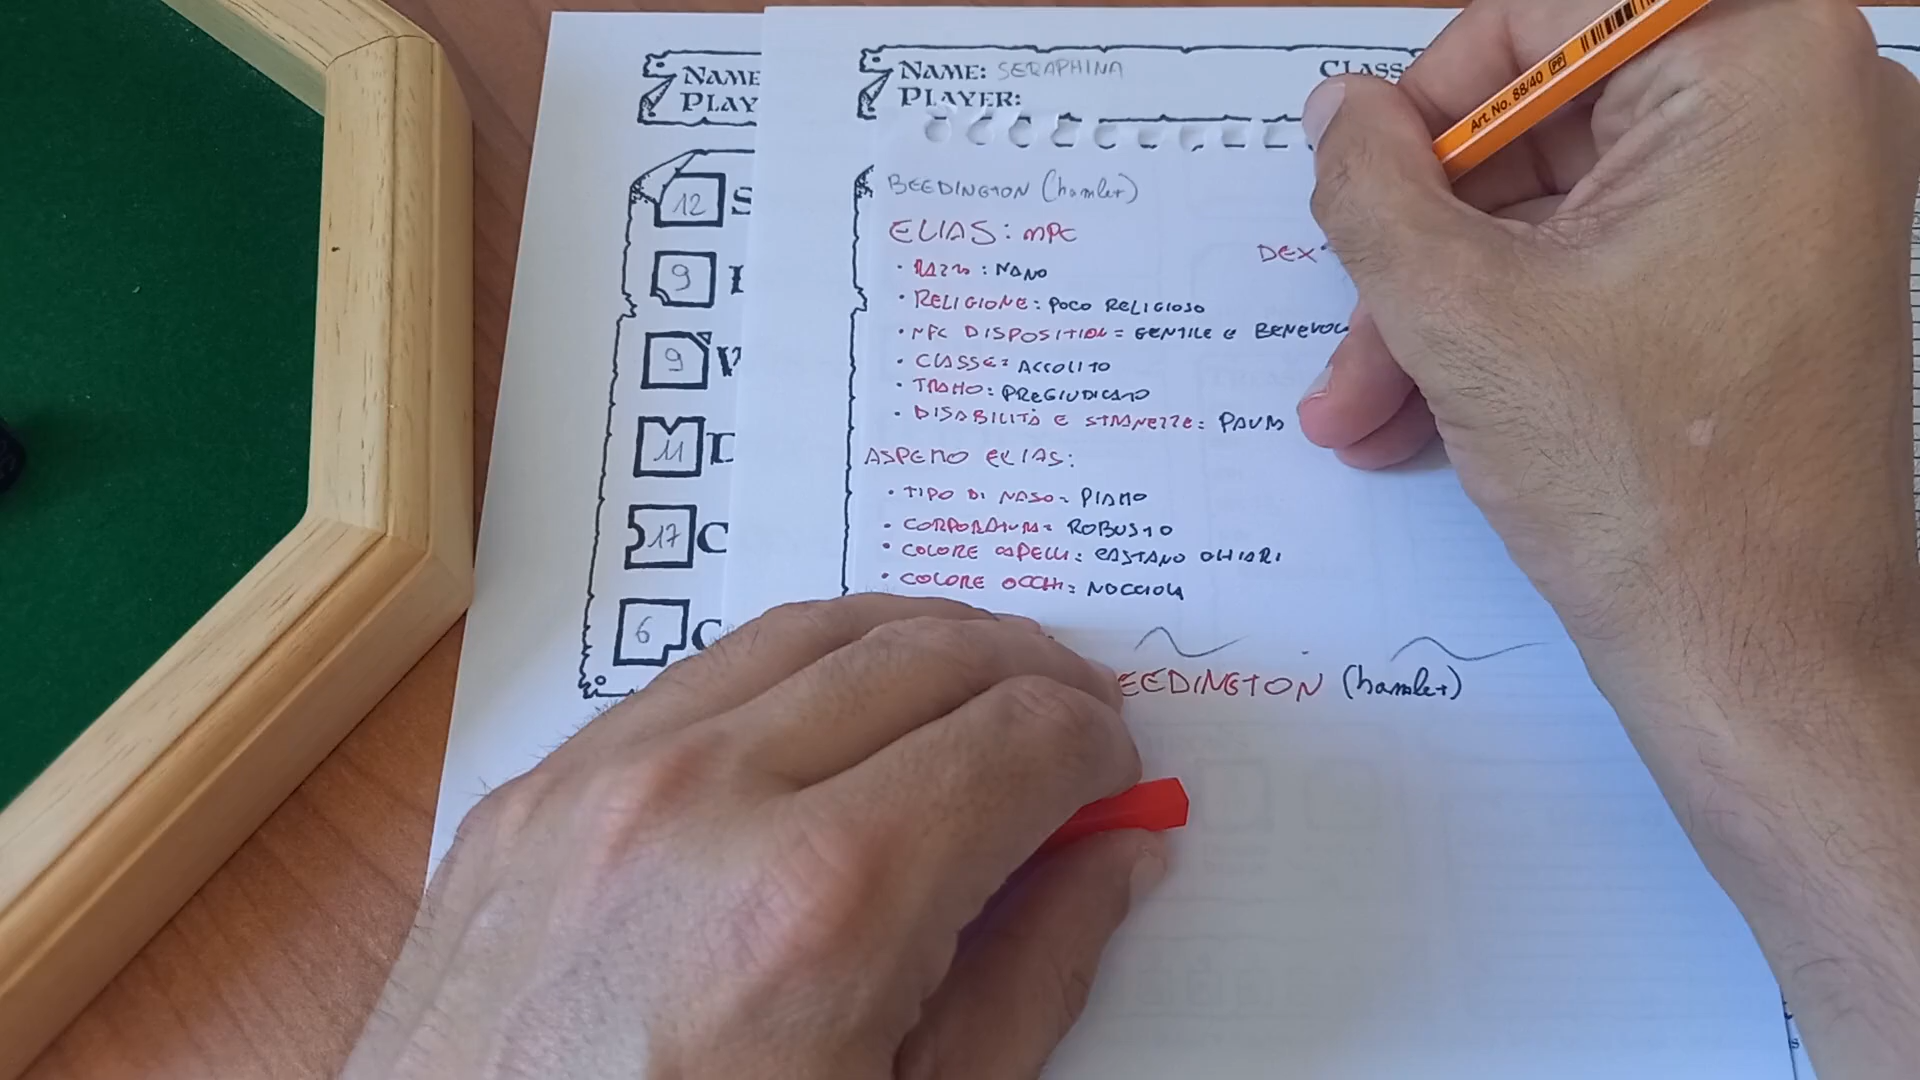 NAME
PLAY
12 S
9 I
9 W
11 D
17 C
6 C
NAME: SERAPHINA
CLASS:
PLAYER:
Art. No. 88/40 PP
BEEDINGTON (hamlet)
ELIAS: NPC
DEX
• RAZZA: NANO
• RELIGIONE: POCO RELIGIOSO
• NPC DISPOSITION = GENTILE E BENEVOL
• CLASSE: ACCOLITO
• TRATTO: PREGIUDICATO
• DISABILITÀ E STRANEZZE: PAURA
ASPETTO ELIAS:
• TIPO DI NASO: PIATTO
• CORPORATURA: ROBUSTO
• COLORE CAPELLI: CASTANO CHIARI
• COLORE OCCHI: NOCCIOLA
EEDINGTON (hamlet)